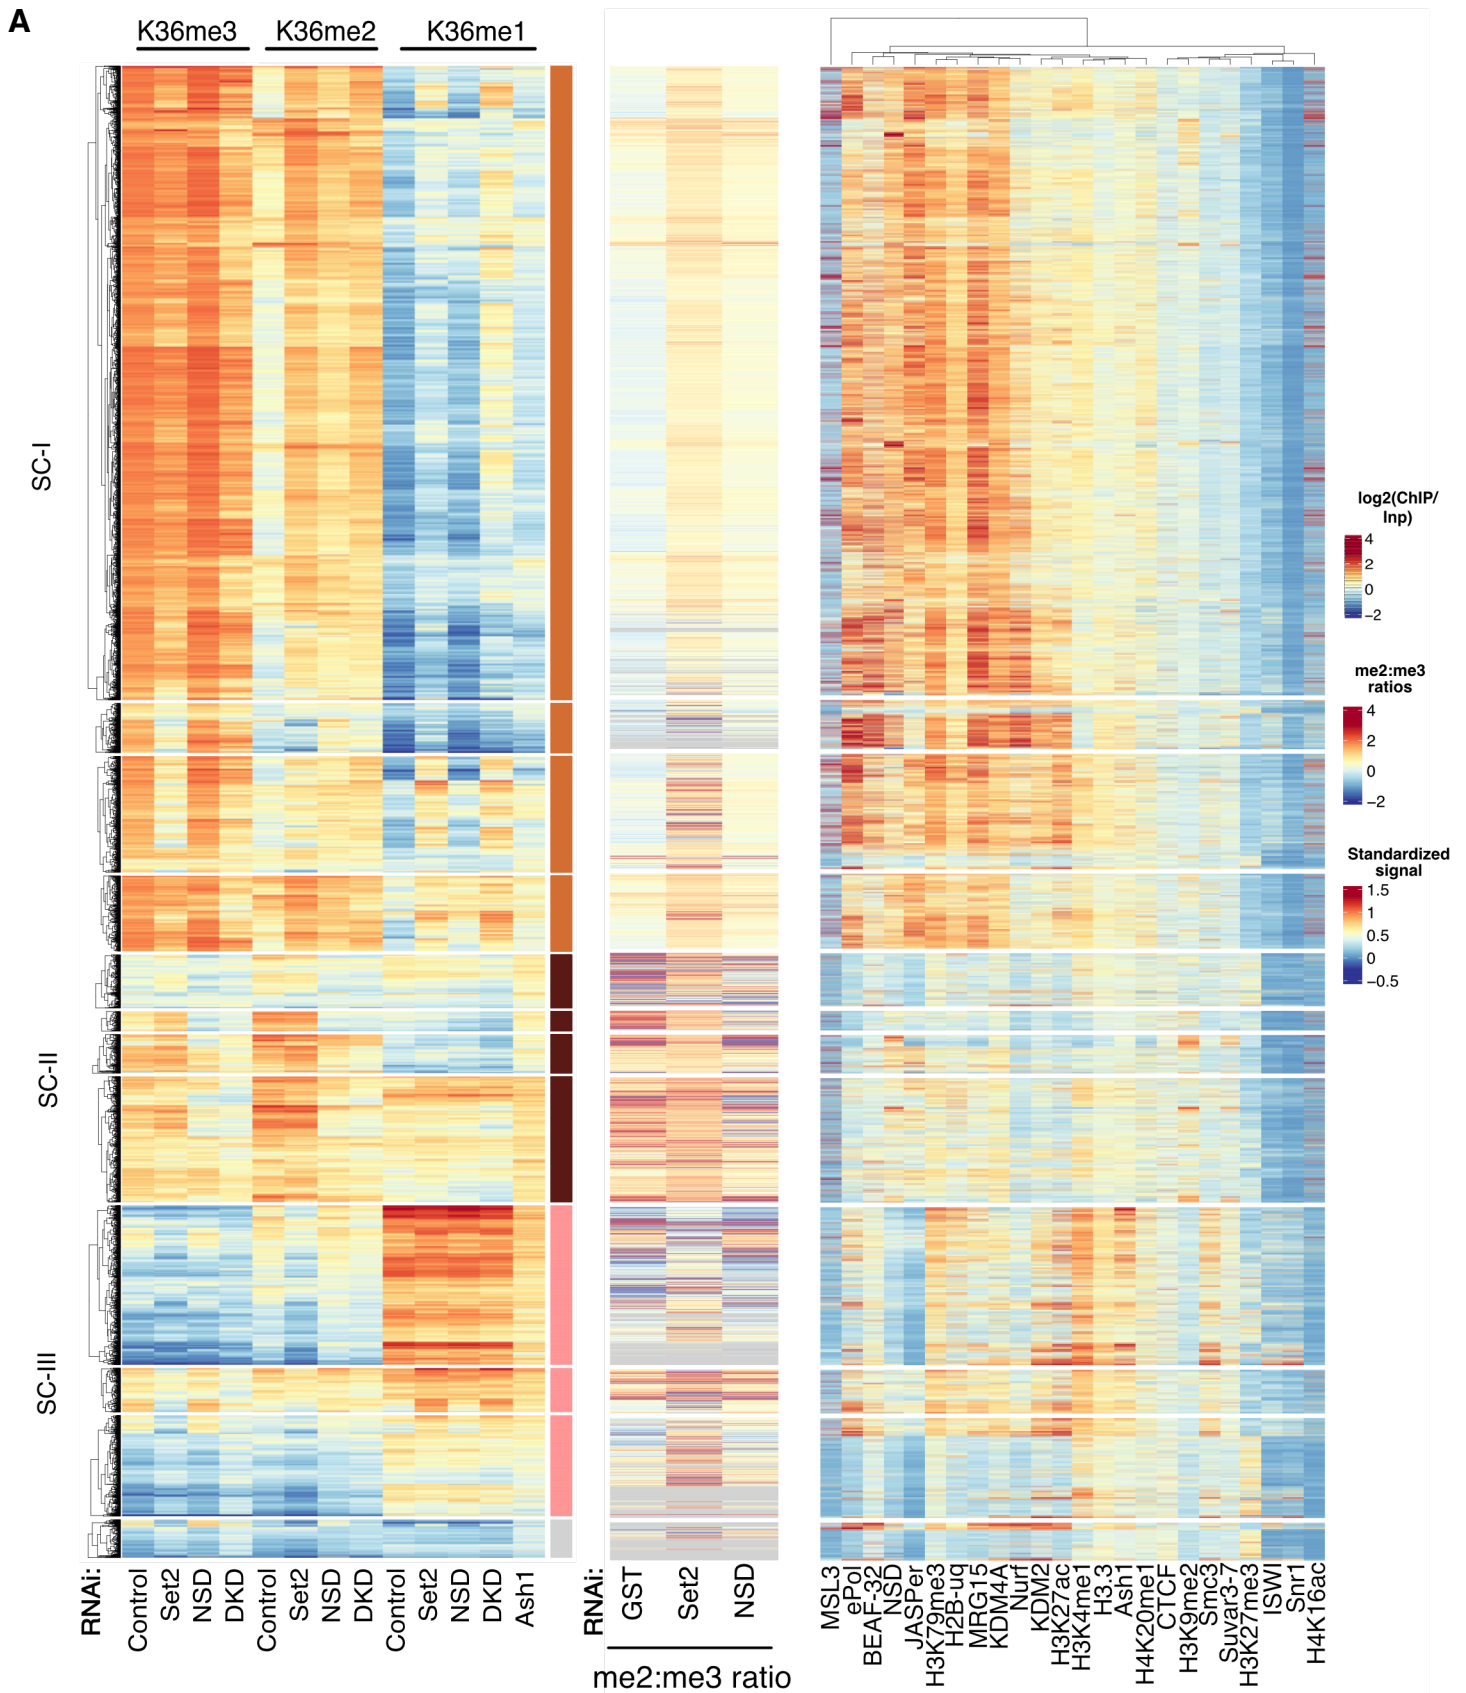 A
K36me3 K36me2 K36me1
SC-I
SC-II
SC-III
log2(ChIP/
Inp)
4
2
0
−2
me2:me3
ratios
4
2
0
−2
Standardized
signal
1.5
1
0.5
0
−0.5
RNAi: Control Set2 NSD DKD Control Set2 NSD DKD Control Set2 NSD DKD Ash1
RNAi: GST Set2 NSD
me2:me3 ratio
MSL3 ePol BEAF-32 NSD JASPer H3K79me3 H2B-uq MRG15 KDM4A Nurf KDM2 H3K27ac H3K4me1 H3.3 Ash1 H4K20me1 CTCF H3K9me2 Smc3 Suvar3-7 H3K27me3 ISWI Snr1 H4K16ac